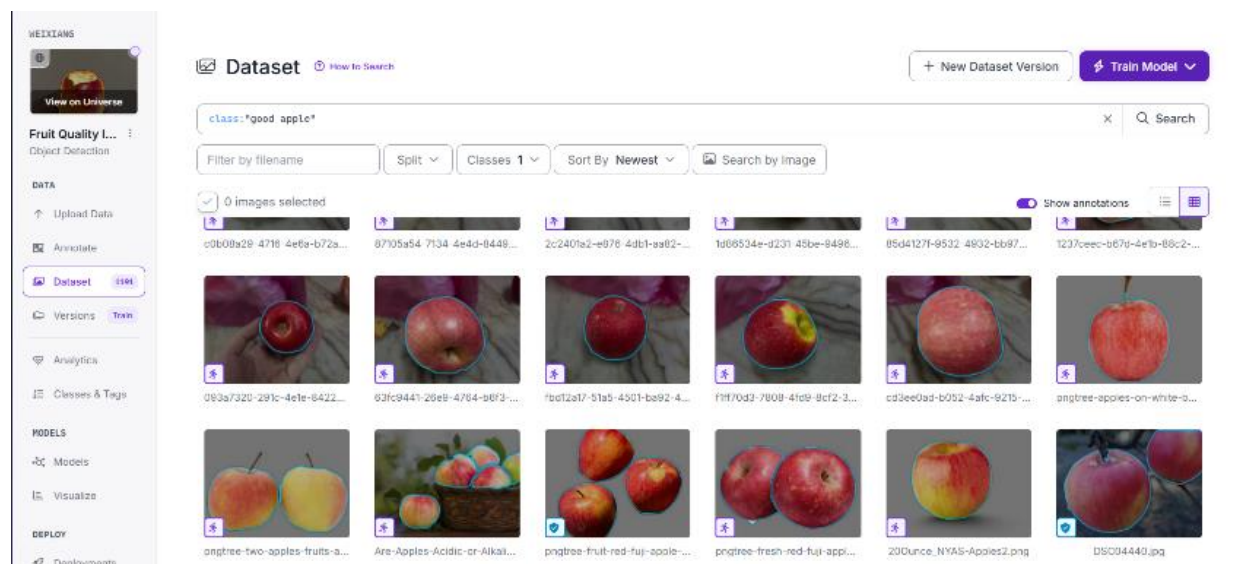 WEIXIANG
View on Universe
Fruit Quality I...
Object Detection
DATA
Upload Data
Annotate
Dataset
Versions Train
Analytics
Classes & Tags
MODELS
Models
Visualize
DEPLOY
Deployments
Dataset How to Search
+ New Dataset Version
Train Model
class:"good apple"
Search
Filter by filename
Split
Classes 1
Sort By Newest
Search by Image
0 images selected
Show annotations
c0b08a29-4716-4e6a-b72a...
87105a54-7134-4e4d-8449...
2c2401a2-e876-4db1-aa82-...
1d86534e-d231-45be-9496...
85d4127f-9532-4932-bb97...
1237ceec-b67d-4e1b-88c2-...
093a7320-291c-4e1e-8422...
63fc9441-26e9-4764-b6f3-...
fbd12a17-51a5-4501-ba92-4...
f1ff70d3-7808-4fd9-8cf2-3...
cd3ee0ad-b052-4afc-9215-...
pngtree-apples-on-white-b...
pngtree-two-apples-fruits-a...
Are-Apples-Acidic-or-Alkali...
pngtree-fruit-red-fuji-apple-...
pngtree-fresh-red-fuji-appl...
20Ounce_NYAS-Apples2.png
DSC04440.jpg